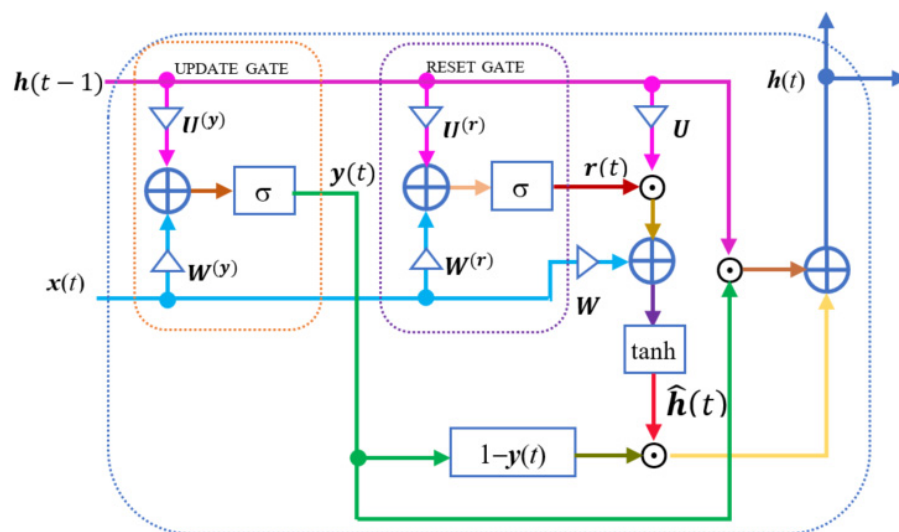 UPDATE GATE
RESET GATE
h(t−1)
h(t)
U^(y)
U^(r)
U
y(t)
r(t)
σ
σ
W^(y)
W^(r)
x(t)
W
tanh
ĥ(t)
1−y(t)